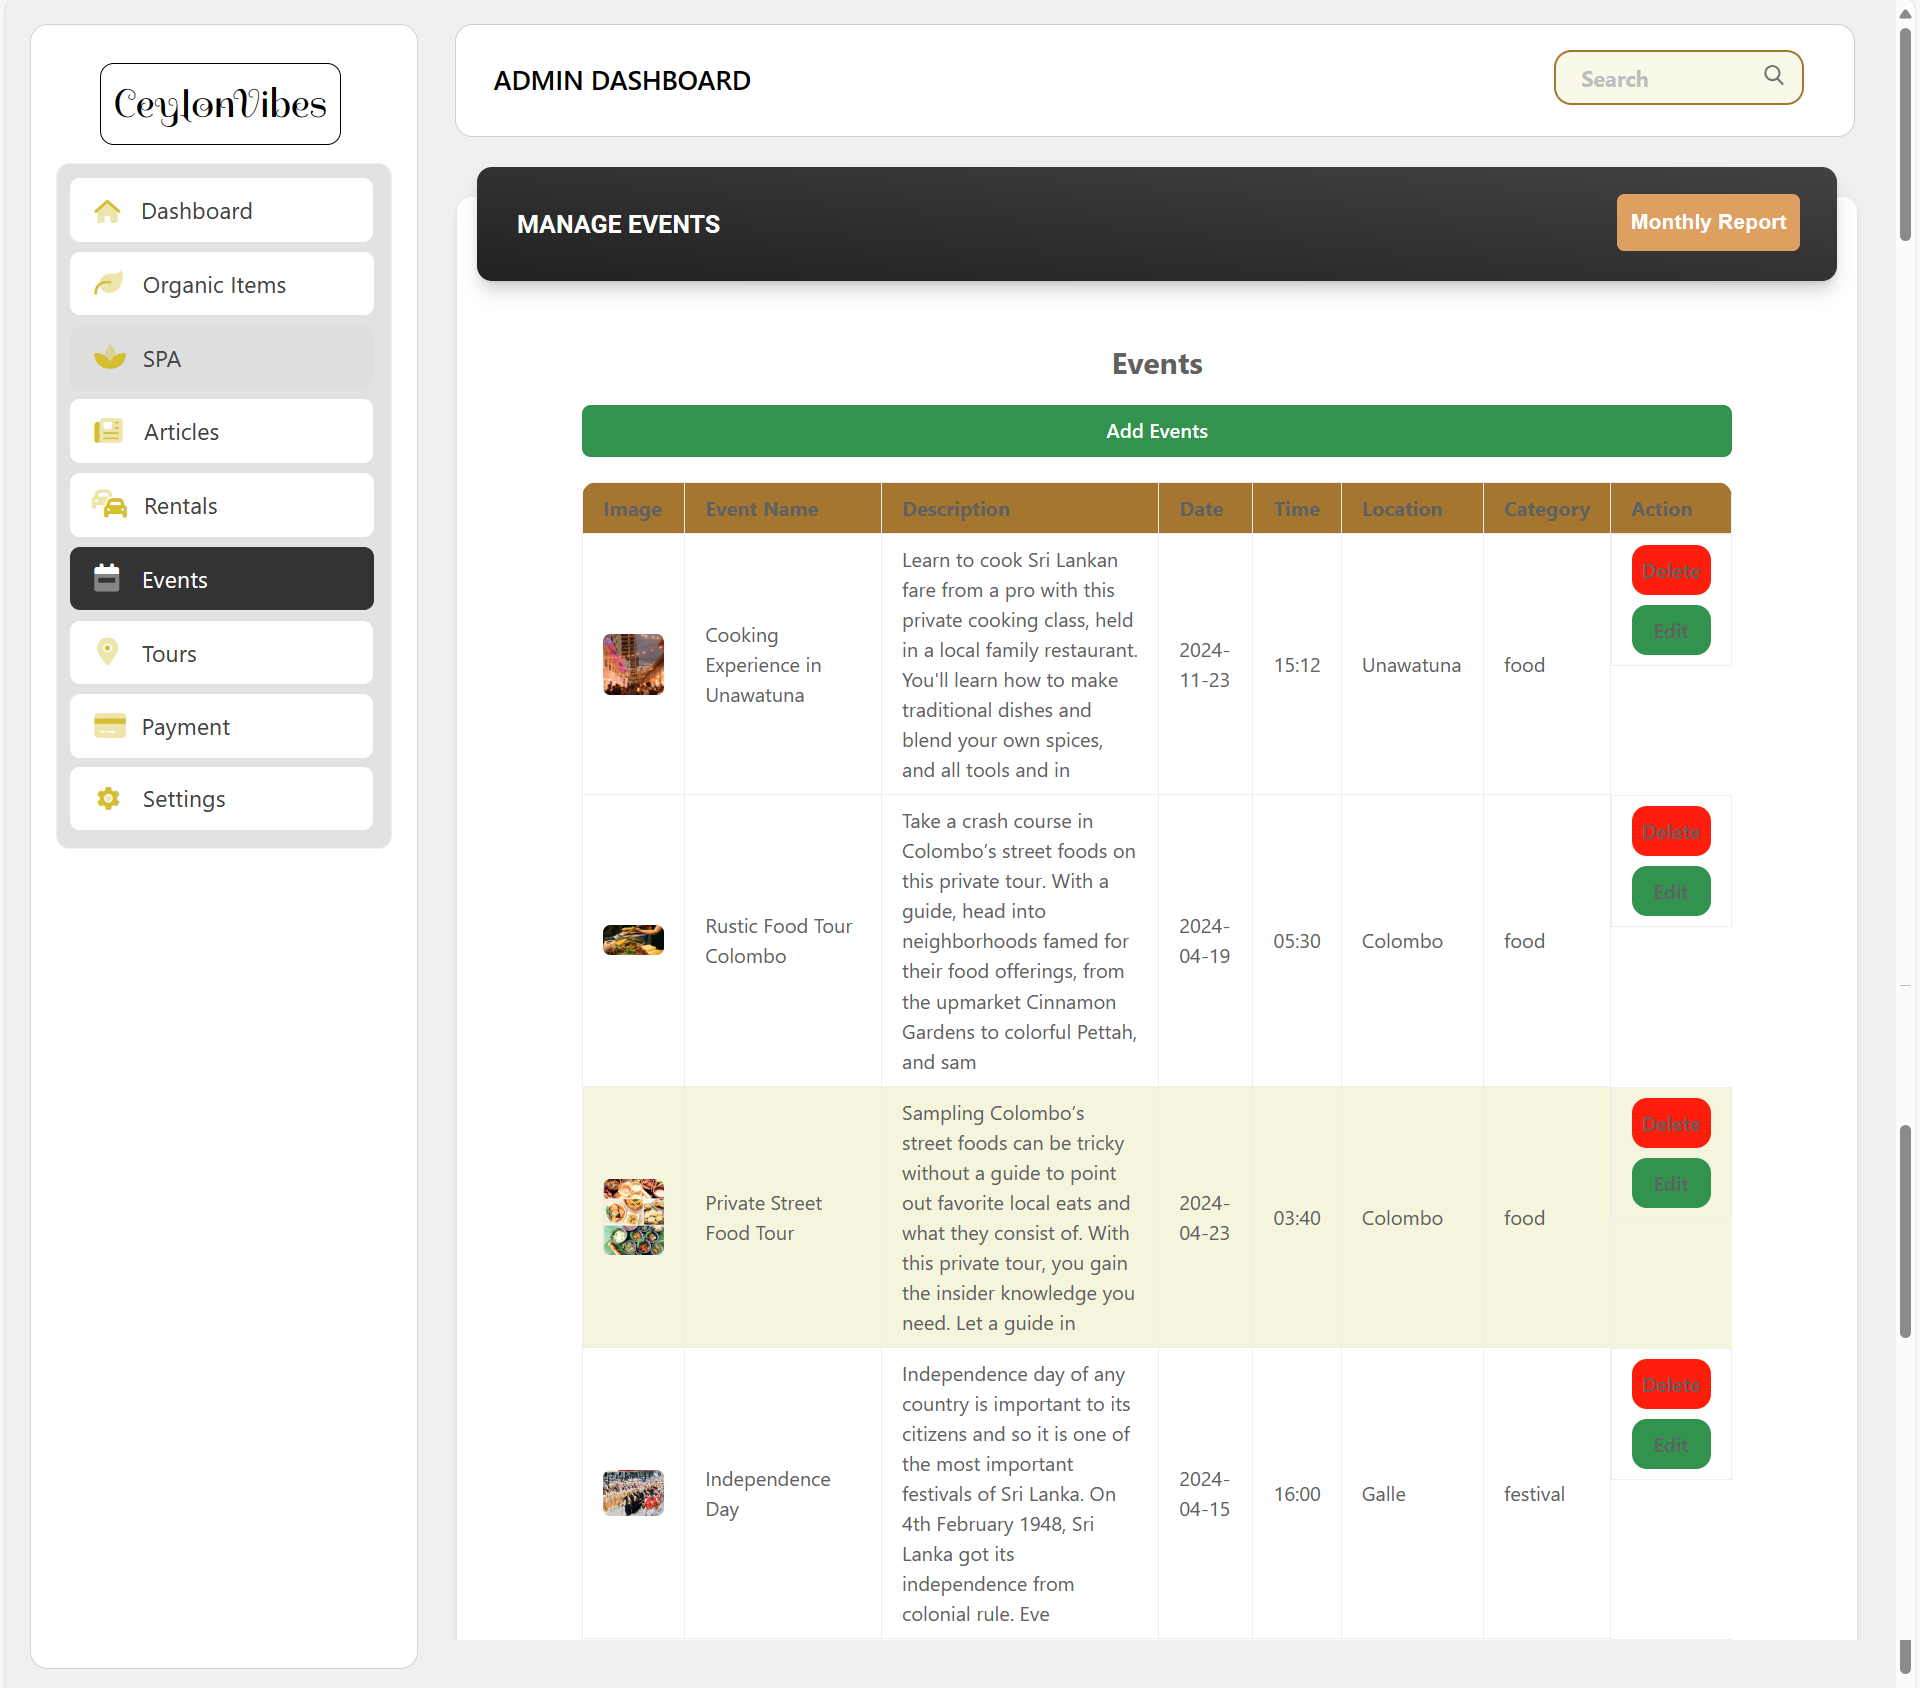 CeylonVibes
Dashboard
Organic Items
SPA
Articles
Rentals
Events
Tours
Payment
Settings
ADMIN DASHBOARD
Search
MANAGE EVENTS
Monthly Report
Events
Add Events
Image Event Name Description Date Time Location Category Action
Cooking
Experience in
Unawatuna
Learn to cook Sri Lankan
fare from a pro with this
private cooking class, held
in a local family restaurant.
You'll learn how to make
traditional dishes and
blend your own spices,
and all tools and in
2024-
11-23
15:12
Unawatuna
food
Delete
Edit
Rustic Food Tour
Colombo
Take a crash course in
Colombo’s street foods on
this private tour. With a
guide, head into
neighborhoods famed for
their food offerings, from
the upmarket Cinnamon
Gardens to colorful Pettah,
and sam
2024-
04-19
05:30
Colombo
food
Delete
Edit
Private Street
Food Tour
Sampling Colombo’s
street foods can be tricky
without a guide to point
out favorite local eats and
what they consist of. With
this private tour, you gain
the insider knowledge you
need. Let a guide in
2024-
04-23
03:40
Colombo
food
Delete
Edit
Independence
Day
Independence day of any
country is important to its
citizens and so it is one of
the most important
festivals of Sri Lanka. On
4th February 1948, Sri
Lanka got its
independence from
colonial rule. Eve
2024-
04-15
16:00
Galle
festival
Delete
Edit